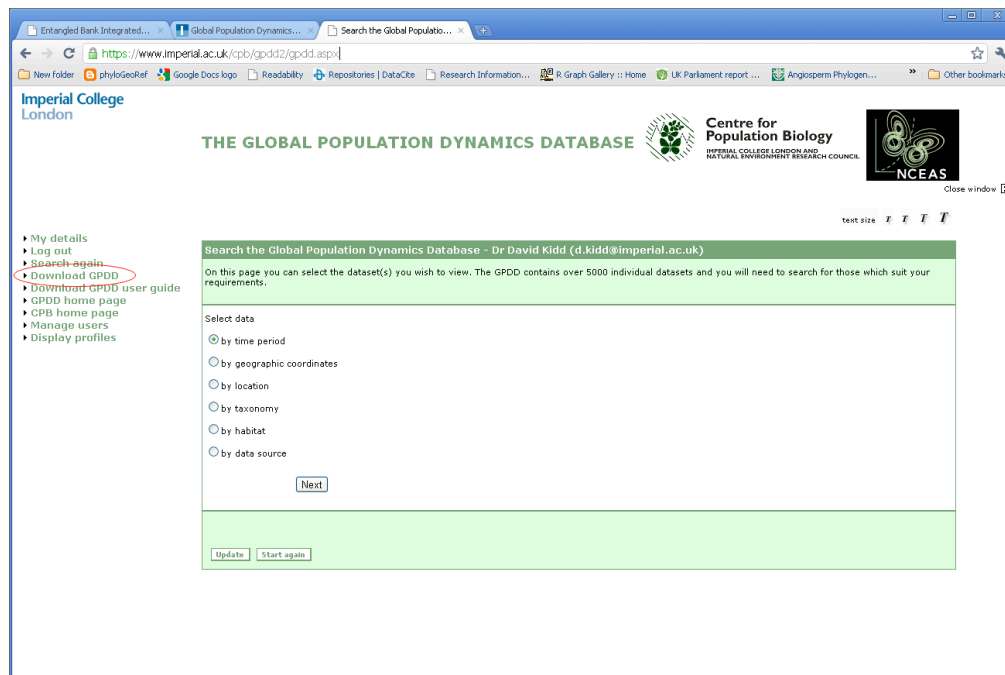 Entangled Bank Integrated...
Global Population Dynamics...
Search the Global Populatio...
https://www.imperial.ac.uk/cpb/gpdd2/gpdd.aspx
New folder
phyloGeoRef
Google Docs logo
Readability
Repositories | DataCite
Research Information...
R Graph Gallery :: Home
UK Parliament report ...
Angiosperm Phylogen...
»
Other bookmarks
Imperial College
London
THE GLOBAL POPULATION DYNAMICS DATABASE
Centre for
Population Biology
IMPERIAL COLLEGE LONDON AND
NATURAL ENVIRONMENT RESEARCH COUNCIL
NCEAS
Close window
text size T T T T
My details
Log out
Search again
Download GPDD
Download GPDD user guide
GPDD home page
CPB home page
Manage users
Display profiles
Search the Global Population Dynamics Database - Dr David Kidd (d.kidd@imperial.ac.uk)
On this page you can select the dataset(s) you wish to view. The GPDD contains over 5000 individual datasets and you will need to search for those which suit your
requirements.
Select data
by time period
by geographic coordinates
by location
by taxonomy
by habitat
by data source
Next
Update
Start again